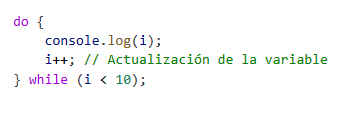 do {
    console.log(i);
    i++; // Actualización de la variable
} while (i < 10);